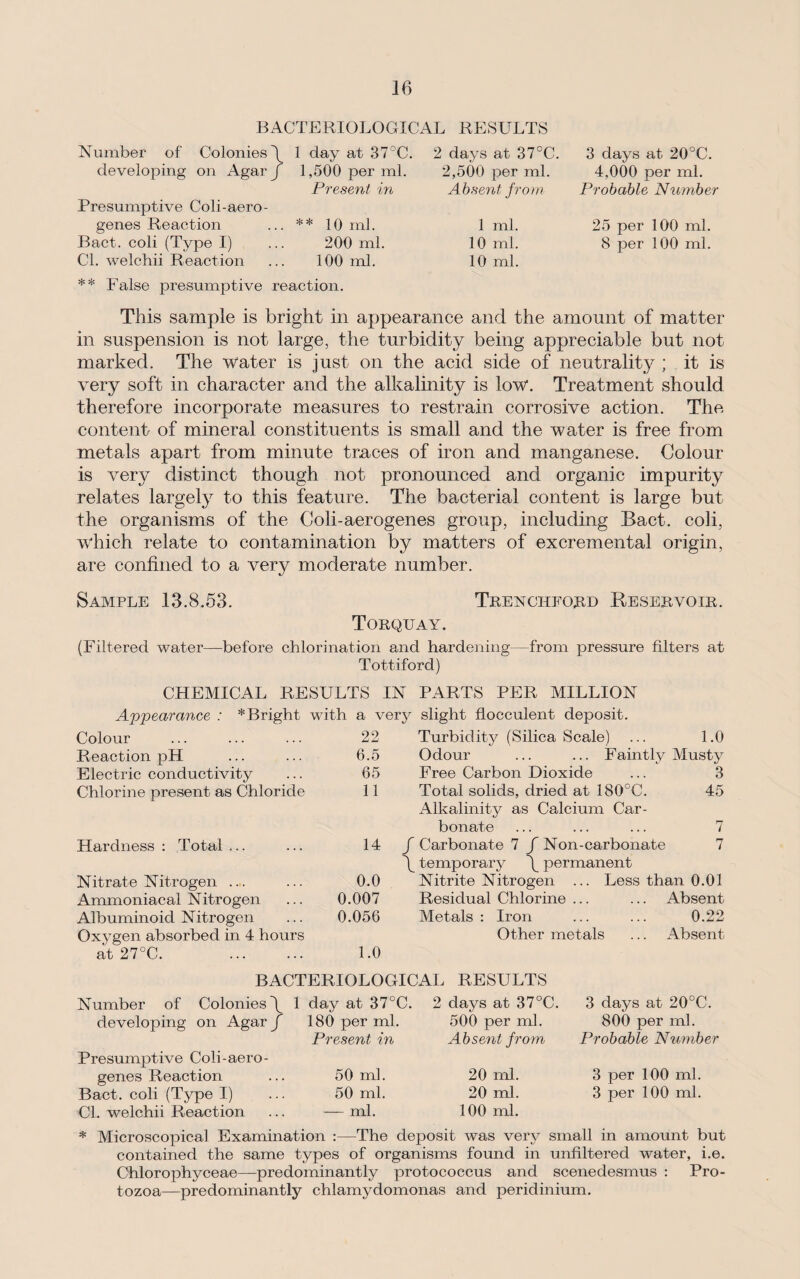 16
BACTERIOLOGICAL RESULTS
Number of Colonies } 1 day at 37°C. 2 days at 37°C. 3 days at 20°C.
developing on Agar } 1,500 per ml. 2,500 per ml. 4,000 per ml.
Present in Absent from Probable Number
Presumptive Coli-aero-
genes Reaction ... ** 10 ml. 1 ml. 25 per 100 ml.
Bact. coli (Type I) ... 200 ml. 10 ml. 8 per 100 ml.
Cl. welchii Reaction ... 100 ml. 10 ml.
** False presumptive reaction.
This sample is bright in appearance and the amount of matter
in suspension is not large, the turbidity being appreciable but not
marked. The water is just on the acid side of neutrality ; it is
very soft in character and the alkalinity is low. Treatment should
therefore incorporate measures to restrain corrosive action. The
content of mineral constituents is small and the water is free from
metals apart from minute traces of iron and manganese. Colour
is very distinct though not pronounced and organic impurity
relates largely to this feature. The bacterial content is large but
the organisms of the Coli-aerogenes group, including Bact. coli,
which relate to contamination by matters of excremental origin,
are confined to a very moderate number.
Sample 13.8.53. Trenchford Reservoir.
Torquay.
(Filtered water—before chlorination and hardening—from pressure filters at
Tottiford)
CHEMICAL RESULTS IN PARTS PER MILLION
Appearance : *Bright with a very slight flocculent deposit.
Colour ... ... ... 22 Turbidity (Silica Scale) ... 1.0
Reaction pH ... ... 6.5 Odour ... ... Faintly Musty
Electric conductivity ... 65 Free Carbon Dioxide ... 3
Chlorine present as Chloride 11 Total solids, dried at 180°C. 45
Alkalinity as Calcium Car-
bonate ... ... ... 7
Hardness : Total ... ... 14 { Carbonate 7 { Non-carbonate 7
{ temporary { permanent
Nitrate Nitrogen ... ... 0.0 Nitrite Nitrogen ... Less than 0.01
Ammoniacal Nitrogen ... 0.007 Residual Chlorine ... ... Absent
Albuminoid Nitrogen ... 0.056 Metals : Iron ... ... 0.22
Oxygen absorbed in 4 hours Other metals ... Absent
at 27°C. ... ... 1.0
BACTERIOLOGICAL RESULTS
Number of Colonies } 1 day at 37°C. 2 days at 37°C. 3 days at 20°C.
developing on Agar } 180 per ml. 500 per ml. 800 per ml.
Present in Absent from Probable Number
Presumptive Coli-aero-
genes Reaction ... 50 ml. 20 ml. 3 per 100 ml.
Bact. coli (Type I) ... 50 ml. 20 ml. 3 per 100 ml.
Cl. welchii Reaction ... — ml. 100 ml.
* Microscopical Examination :—The deposit was very small in amount but
contained the same types of organisms found in unfiltered water, i.e.
Chlorophyceae—predominantly protococcus and scenedesmus : Pro-
tozoa—predominantly chlamydomonas and peridinium.